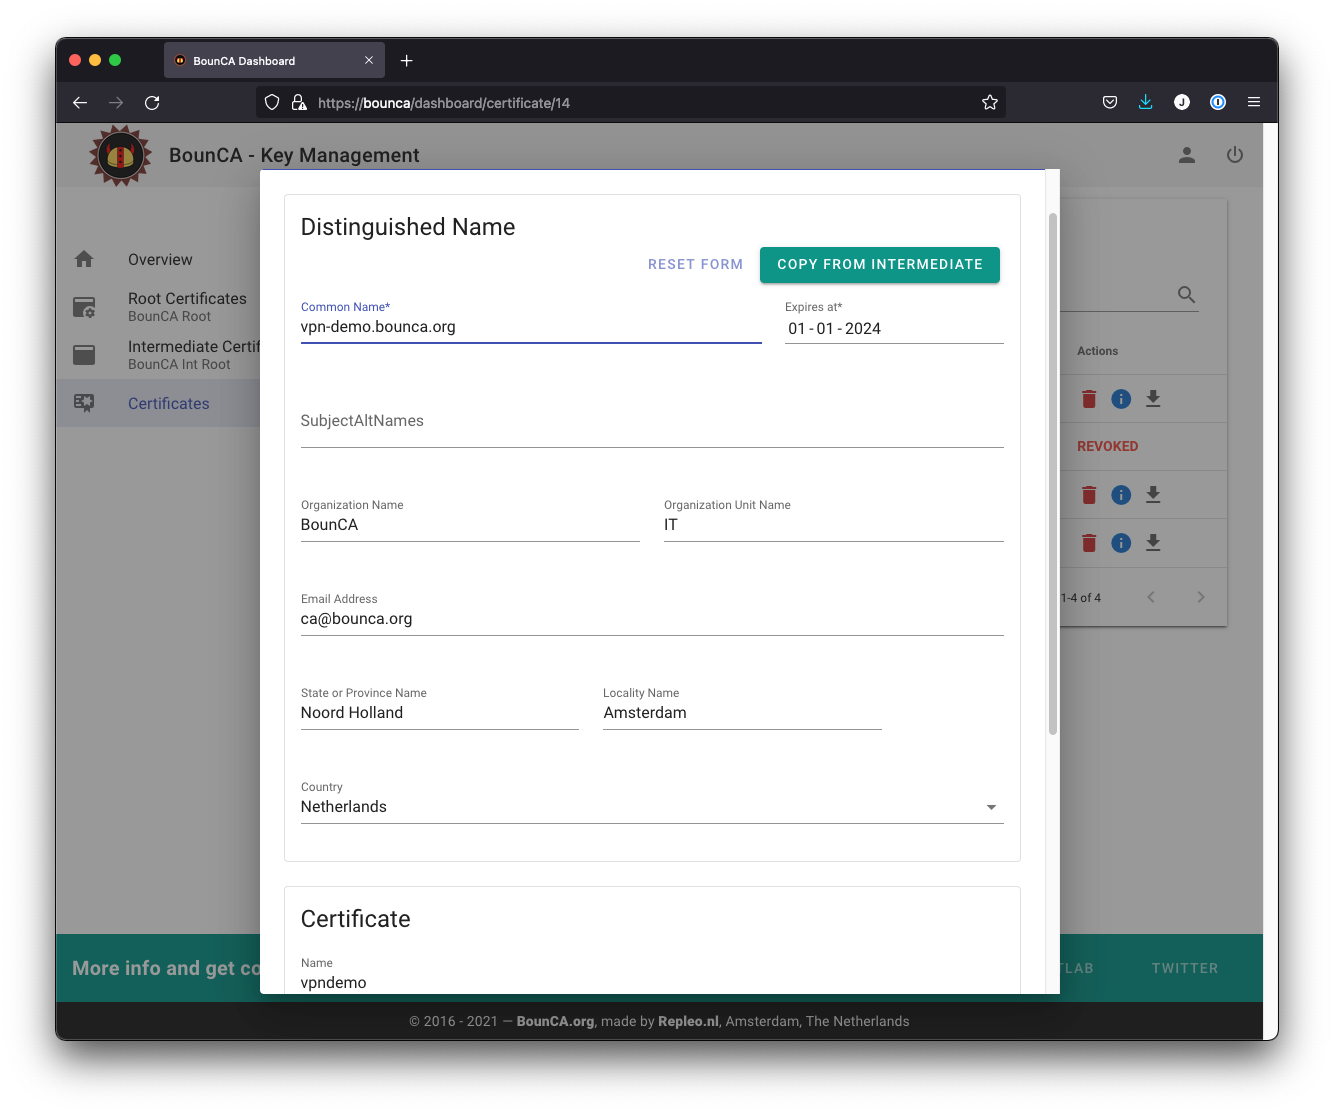 BounCA Dashboard
https://bounca/dashboard/certificate/14
J
BounCA - Key Management
Overview
Root Certificates
BounCA Root
Intermediate Certif
BounCA Int Root
Certificates
Distinguished Name
RESET FORM
COPY FROM INTERMEDIATE
Common Name*
vpn-demo.bounca.org
Expires at*
01 - 01 - 2024
SubjectAltNames
Organization Name
BounCA
Organization Unit Name
IT
Email Address
ca@bounca.org
State or Province Name
Noord Holland
Locality Name
Amsterdam
Country
Netherlands
Certificate
Name
vpndemo
Actions
REVOKED
1-4 of 4
More info and get co
TLAB
TWITTER
© 2016 - 2021 — BounCA.org, made by Repleo.nl, Amsterdam, The Netherlands